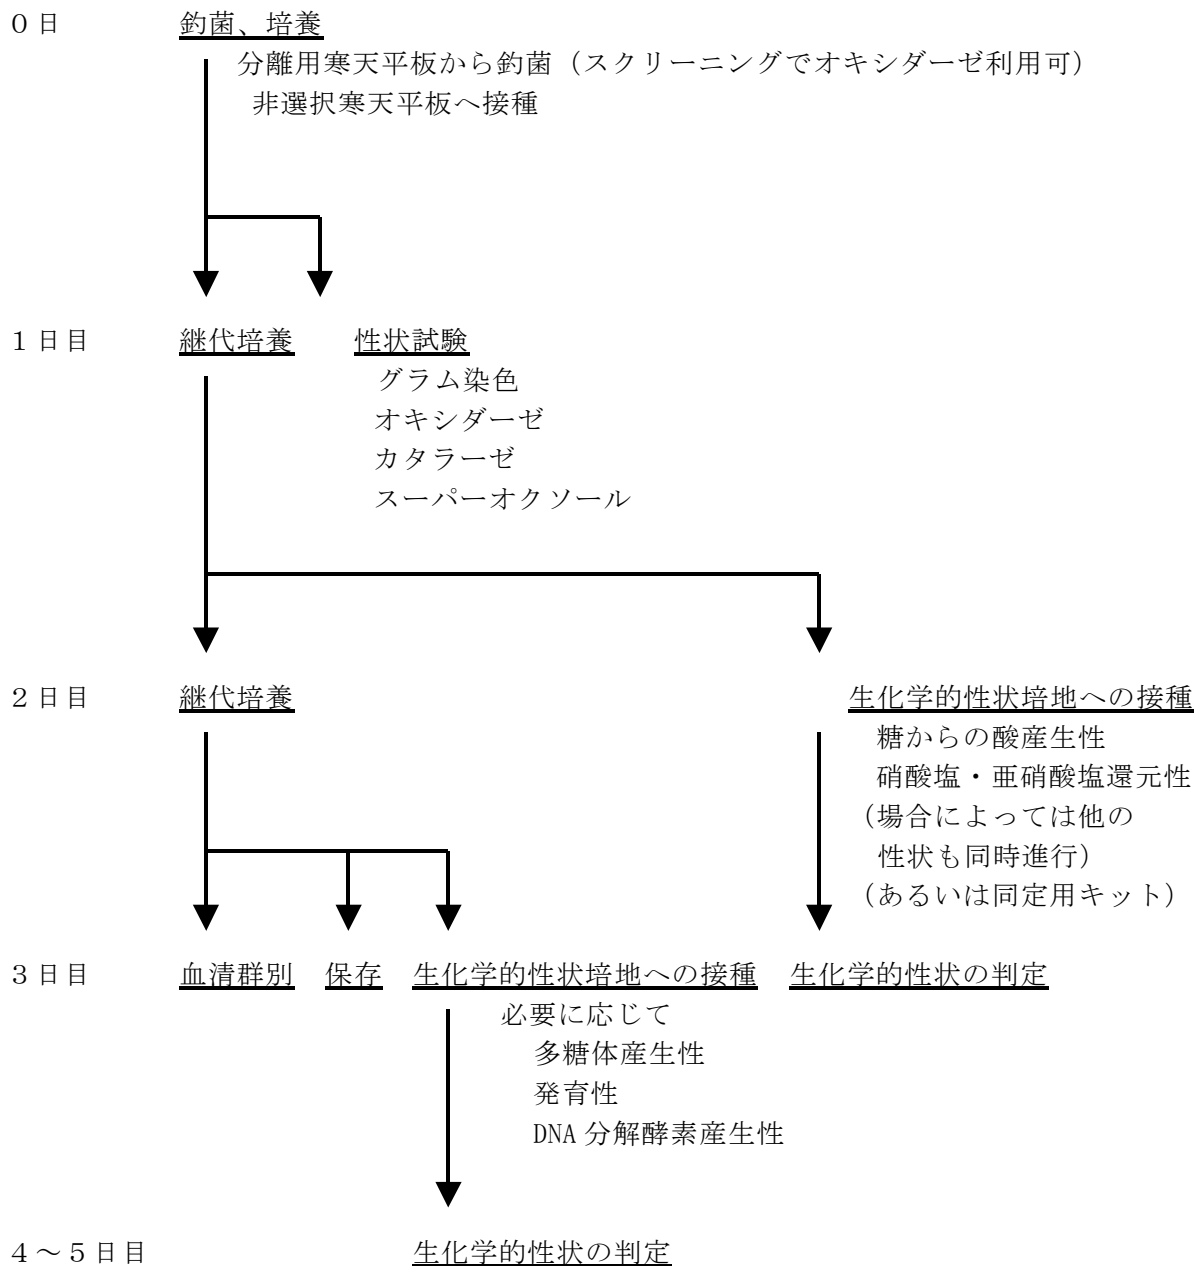 ０日 釣菌、培養
分離用寒天平板から釣菌（スクリーニングでオキシダーゼ利用可）
非選択寒天平板へ接種
１日目 継代培養 性状試験
グラム染色
オキシダーゼ
カタラーゼ
スーパーオクソール
２日目 継代培養 生化学的性状培地への接種
糖からの酸産生性
硝酸塩・亜硝酸塩還元性
（場合によっては他の
性状も同時進行）
（あるいは同定用キット）
３日目 血清群別 保存 生化学的性状培地への接種 生化学的性状の判定
必要に応じて
多糖体産生性
発育性
DNA分解酵素産生性
４～５日目 生化学的性状の判定